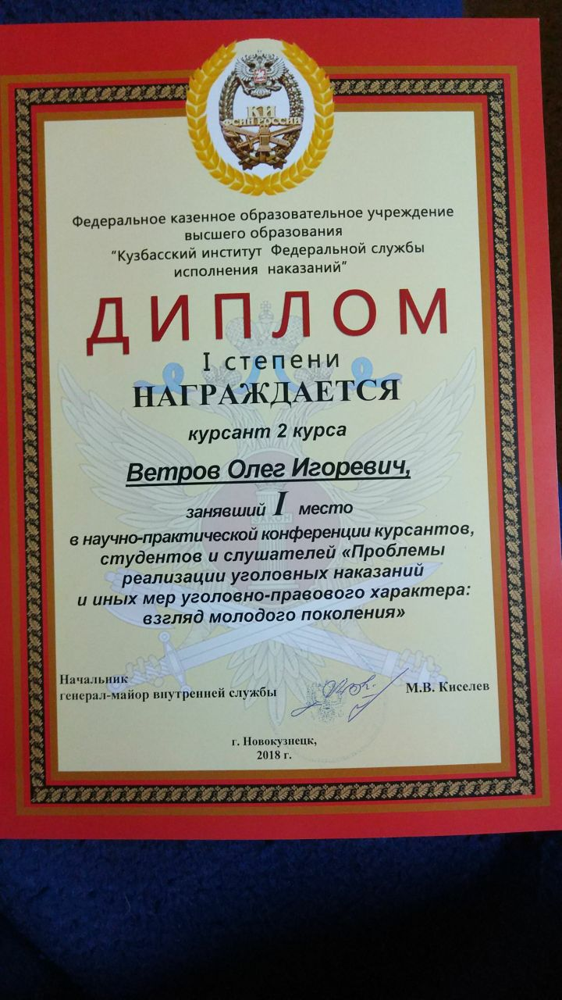 КИ
ФСИН РОССИИ
Федеральное казенное образовательное учреждение
высшего образования
"Кузбасский институт Федеральной службы
исполнения наказаний"
ДИПЛОМ
I степени
НАГРАЖДАЕТСЯ
курсант 2 курса
Ветров Олег Игоревич,
занявший I место
ЗАКОН
в научно-практической конференции курсантов,
студентов и слушателей «Проблемы
реализации уголовных наказаний
и иных мер уголовно-правового характера:
взгляд молодого поколения»
Начальник
генерал-майор внутренней службы
М.В. Киселев
г. Новокузнецк,
2018 г.